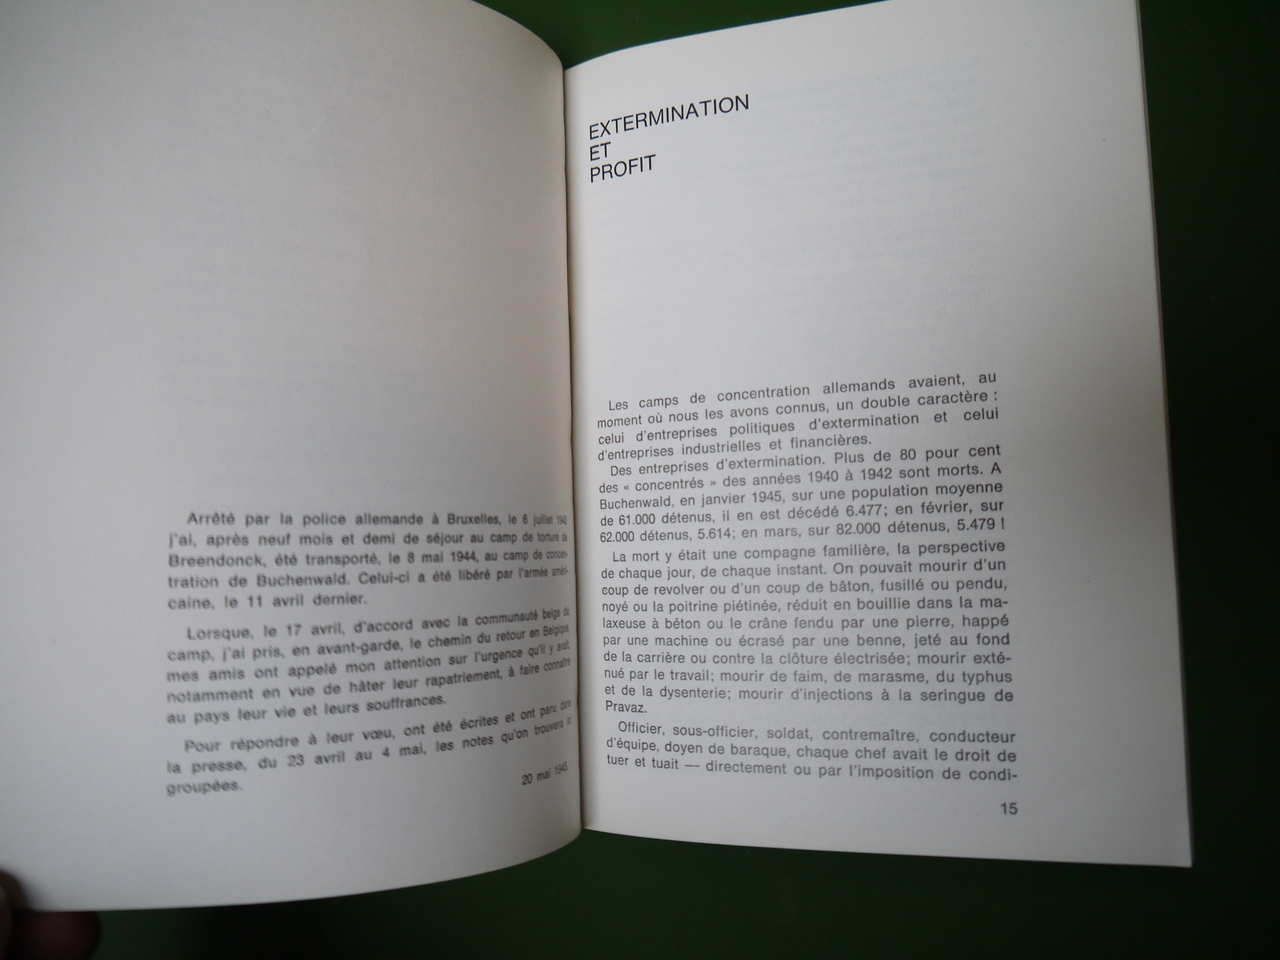 Arrêté par la police allemande à Bruxelles, le 6 juillet 1943
j'ai, après neuf mois et demi de séjour au camp de torture de
Breendonck, été transporté, le 8 mai 1944, au camp de concen-
tration de Buchenwald. Celui-ci a été libéré par l'armée améri-
caine, le 11 avril dernier.
Lorsque, le 17 avril, d'accord avec la communauté belge du
camp, j'ai pris, en avant-garde, le chemin du retour en Belgique,
mes amis ont appelé mon attention sur l'urgence qu'il y avait,
notamment en vue de hâter leur rapatriement, à faire connaître
au pays leur vie et leurs souffrances.
Pour répondre à leur vœu, ont été écrites et ont paru dans
la presse, du 23 avril au 4 mai, les notes qu'on trouvera ici
groupées.
20 mai 1945.
EXTERMINATION
ET
PROFIT
Les camps de concentration allemands avaient, au
moment où nous les avons connus, un double caractère :
celui d'entreprises politiques d'extermination et celui
d'entreprises industrielles et financières.
Des entreprises d'extermination. Plus de 80 pour cent
des « concentrés » des années 1940 à 1942 sont morts. A
Buchenwald, en janvier 1945, sur une population moyenne
de 61.000 détenus, il en est décédé 6.477; en février, sur
62.000 détenus, 5.614; en mars, sur 82.000 détenus, 5.479 !
La mort y était une compagne familière, la perspective
de chaque jour, de chaque instant. On pouvait mourir d'un
coup de revolver ou d'un coup de bâton, fusillé ou pendu,
noyé ou la poitrine piétinée, réduit en bouillie dans la ma-
laxeuse à béton ou le crâne fendu par une pierre, happé
par une machine ou écrasé par une benne, jeté au fond
de la carrière ou contre la clôture électrisée; mourir exté-
nué par le travail; mourir de faim, de marasme, du typhus
et de la dysenterie; mourir d'injections à la seringue de
Pravaz.
Officier, sous-officier, soldat, contremaître, conducteur
d'équipe, doyen de baraque, chaque chef avait le droit de
tuer et tuait — directement ou par l'imposition de condi-
15